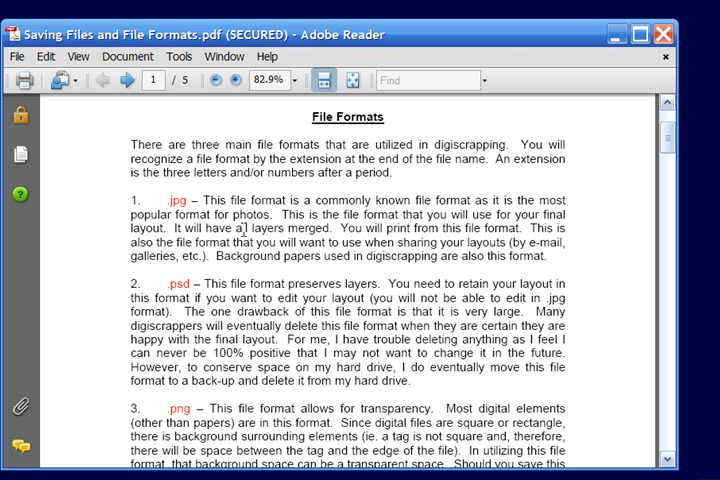 Saving Files and File Formats.pdf (SECURED) - Adobe Reader
File Edit View Document Tools Window Help
1 / 5 82.9% Find
File Formats
There are three main file formats that are utilized in digiscrapping. You will
recognize a file format by the extension at the end of the file name. An extension
is the three letters and/or numbers after a period.
1. .jpg – This file format is a commonly known file format as it is the most
popular format for photos. This is the file format that you will use for your final
layout. It will have all layers merged. You will print from this file format. This is
also the file format that you will want to use when sharing your layouts (by e-mail,
galleries, etc.). Background papers used in digiscrapping are also this format.
2. .psd – This file format preserves layers. You need to retain your layout in
this format if you want to edit your layout (you will not be able to edit in .jpg
format). The one drawback of this file format is that it is very large. Many
digiscrappers will eventually delete this file format when they are certain they are
happy with the final layout. For me, I have trouble deleting anything as I feel I
can never be 100% positive that I may not want to change it in the future.
However, to conserve space on my hard drive, I do eventually move this file
format to a back-up and delete it from my hard drive.
3. .png – This file format allows for transparency. Most digital elements
(other than papers) are in this format. Since digital files are square or rectangle,
there is background surrounding elements (ie. a tag is not square and, therefore,
there will be space between the tag and the edge of the file). In utilizing this file
format, that background space can be a transparent space. Should you save this